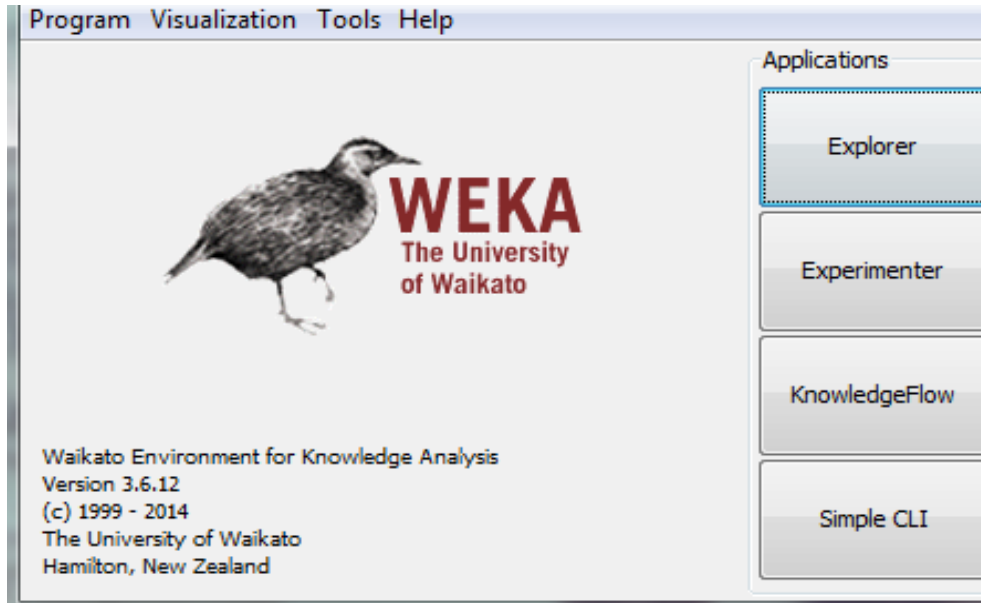 Program Visualization Tools Help
Applications
Explorer
WEKA
The University
of Waikato
Experimenter
KnowledgeFlow
Simple CLI
Waikato Environment for Knowledge Analysis
Version 3.6.12
(c) 1999 - 2014
The University of Waikato
Hamilton, New Zealand